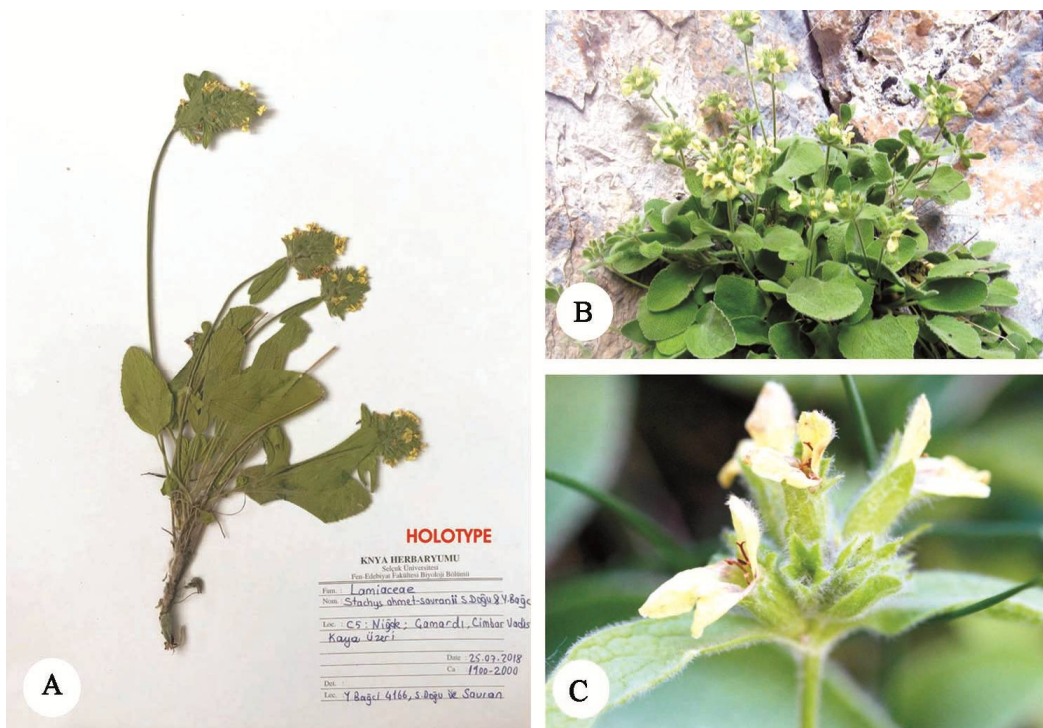 HOLOTYPE
KNYA HERBARYUMU
Selçuk Üniversitesi
Fen-Edebiyat Fakültesi Biyoloji Bölümü
Fam. : Lamiaceae
Nom. : Stachys ahmet-savranii S.Doğu & Y.Bağcı
Loc. : C5: Niğde; Çamardı, Cimbar Vadisi
Kaya üzeri
Date : 25.07.2018
Ca 1900-2000
Det. :
Loc. Y Bağcı 4166, S.Doğu ve Savran
A
B
C